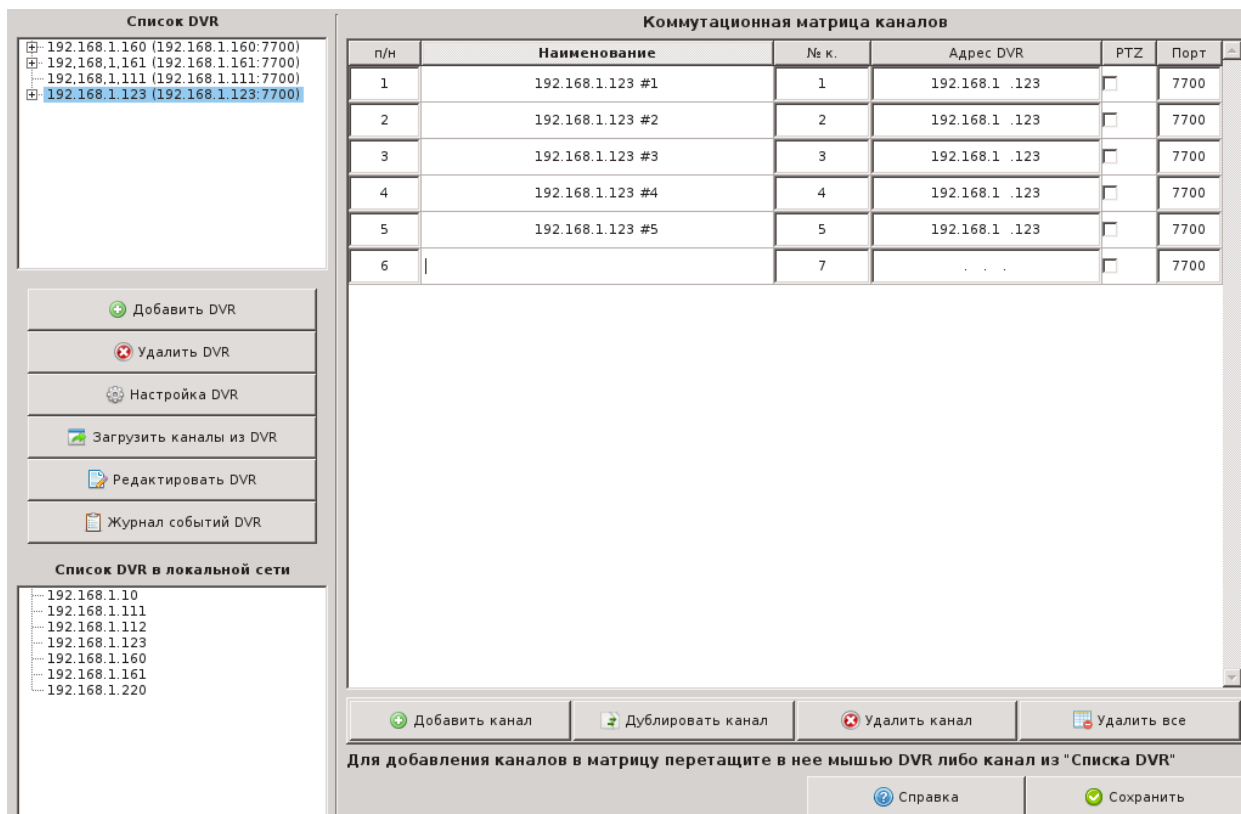 Список DVR
192.168.1.160 (192.168.1.160:7700)
192,168,1,161 (192.168.1.161:7700)
192,168,1,111 (192.168.1.111:7700)
192.168.1.123 (192.168.1.123:7700)
Добавить DVR
Удалить DVR
Настройка DVR
Загрузить каналы из DVR
Редактировать DVR
Журнал событий DVR
Список DVR в локальной сети
192.168.1.10
192.168.1.111
192.168.1.112
192.168.1.123
192.168.1.160
192.168.1.161
192.168.1.220
Коммутационная матрица каналов
п/н Наименование № к. Адрес DVR PTZ Порт
1 192.168.1.123 #1 1 192.168.1 .123 7700
2 192.168.1.123 #2 2 192.168.1 .123 7700
3 192.168.1.123 #3 3 192.168.1 .123 7700
4 192.168.1.123 #4 4 192.168.1 .123 7700
5 192.168.1.123 #5 5 192.168.1 .123 7700
6 7 . . . 7700
Добавить канал Дублировать канал Удалить канал Удалить все
Для добавления каналов в матрицу перетащите в нее мышью DVR либо канал из "Списка DVR"
Справка Сохранить